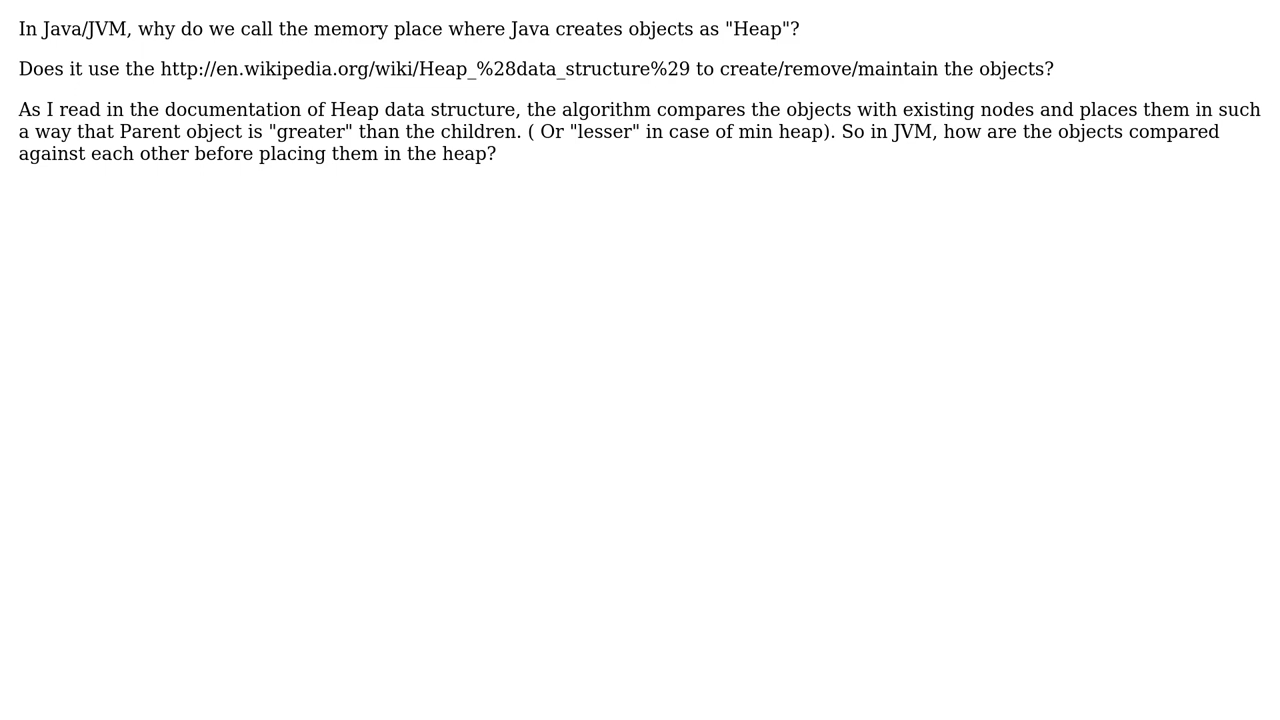 In Java/JVM, why do we call the memory place where Java creates objects as "Heap"?
Does it use the http://en.wikipedia.org/wiki/Heap_%28data_structure%29 to create/remove/maintain the objects?
As I read in the documentation of Heap data structure, the algorithm compares the objects with existing nodes and places them in such
a way that Parent object is "greater" than the children. ( Or "lesser" in case of min heap). So in JVM, how are the objects compared
against each other before placing them in the heap?